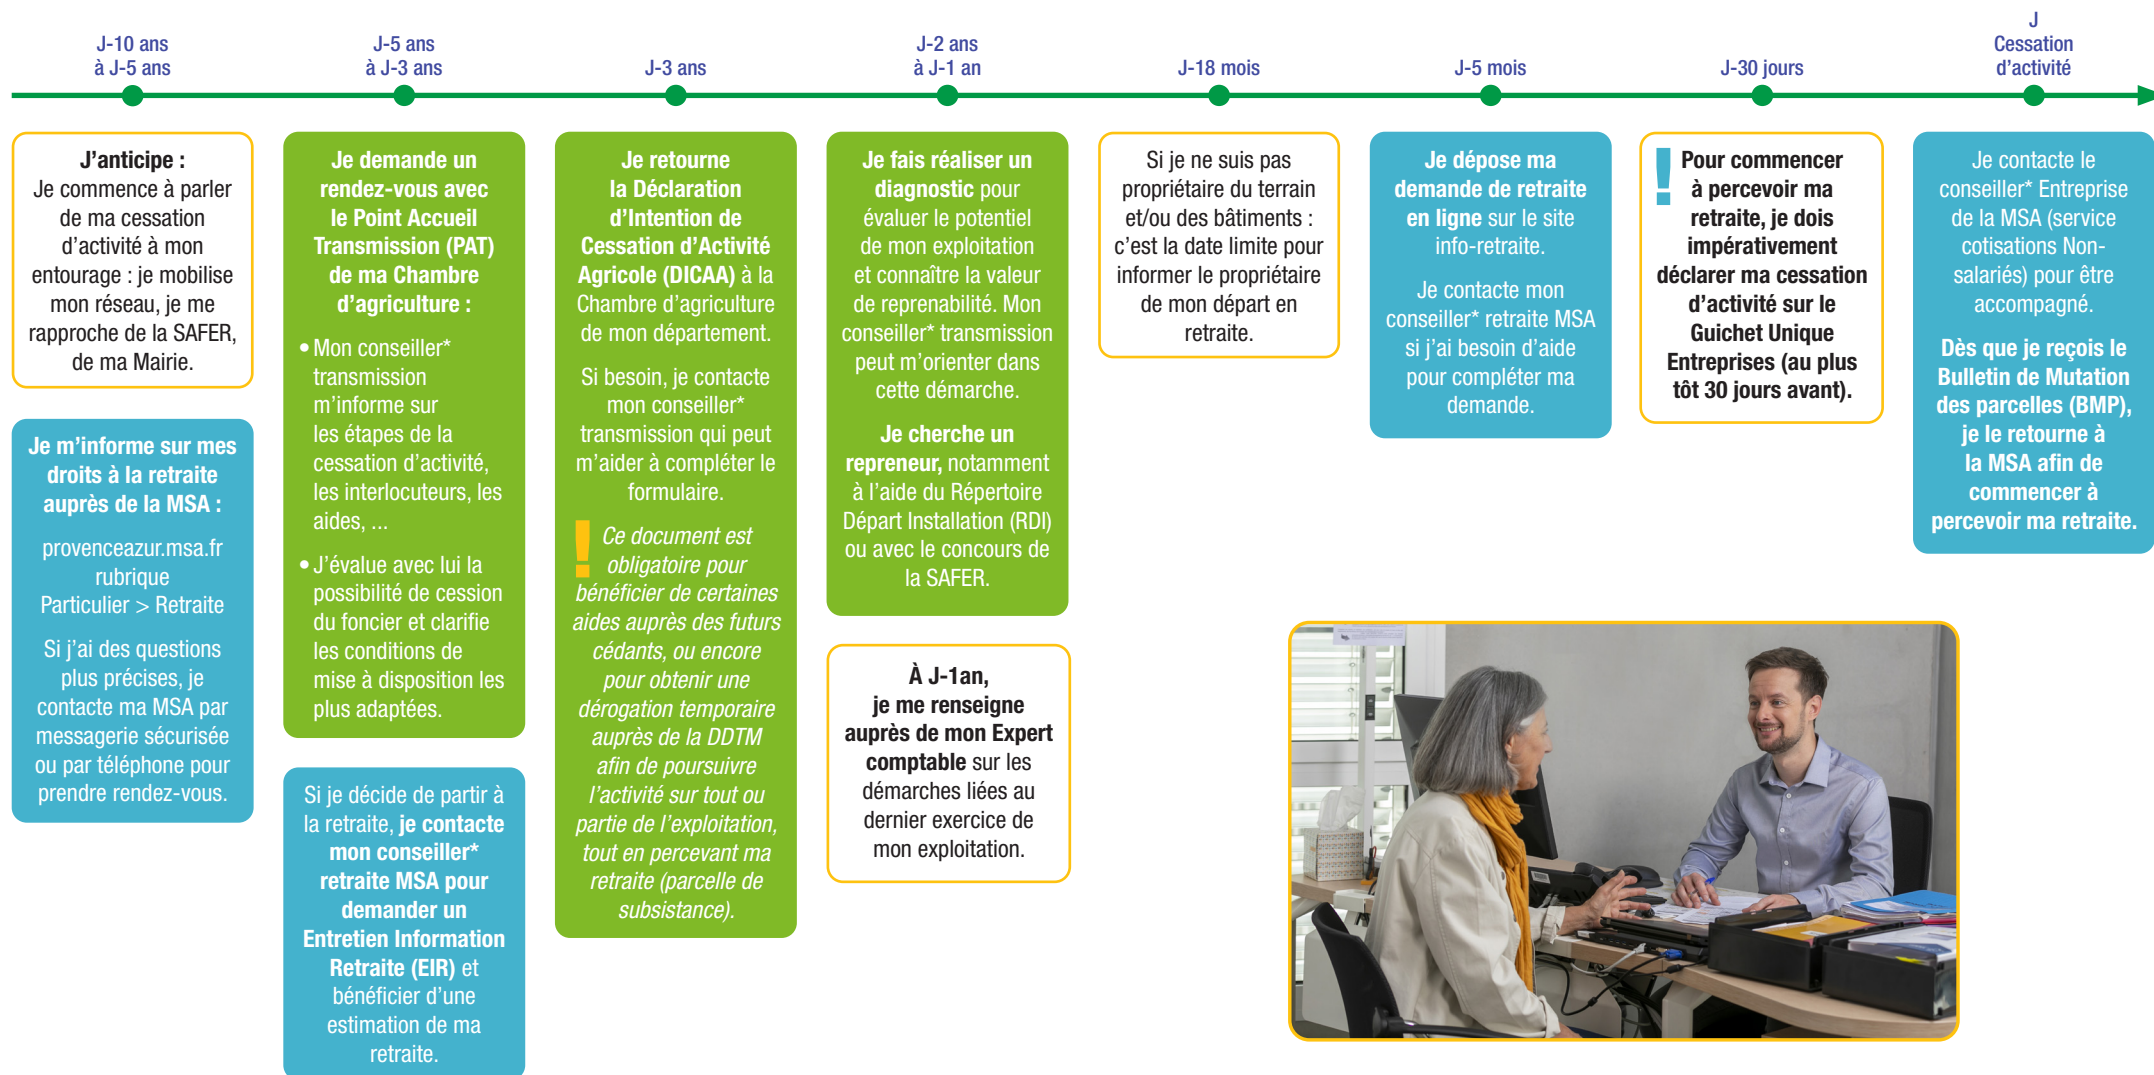 J-10 ans
à J-5 ans
J-5 ans
à J-3 ans
J-3 ans
J-2 ans
à J-1 an
J-18 mois
J-5 mois
J-30 jours
J
Cessation
d'activité
J'anticipe :
Je commence à parler
de ma cessation
d'activité à mon
entourage : je mobilise
mon réseau, je me
rapproche de la SAFER,
de ma Mairie.
Je m'informe sur mes
droits à la retraite
auprès de la MSA :
provenceazur.msa.fr
rubrique
Particulier > Retraite
Si j'ai des questions
plus précises, je
contacte ma MSA par
messagerie sécurisée
ou par téléphone pour
prendre rendez-vous.
Je demande un
rendez-vous avec
le Point Accueil
Transmission (PAT)
de ma Chambre
d'agriculture :
• Mon conseiller*
transmission
m'informe sur
les étapes de la
cessation d'activité,
les interlocuteurs, les
aides, ...
• J'évalue avec lui la
possibilité de cession
du foncier et clarifie
les conditions de
mise à disposition les
plus adaptées.
Si je décide de partir à
la retraite, je contacte
mon conseiller*
retraite MSA pour
demander un
Entretien Information
Retraite (EIR) et
bénéficier d'une
estimation de ma
retraite.
Je retourne
la Déclaration
d'Intention de
Cessation d'Activité
Agricole (DICAA) à la
Chambre d'agriculture
de mon département.
Si besoin, je contacte
mon conseiller*
transmission qui peut
m'aider à compléter le
formulaire.
! Ce document est
obligatoire pour
bénéficier de certaines
aides auprès des futurs
cédants, ou encore
pour obtenir une
dérogation temporaire
auprès de la DDTM
afin de poursuivre
l'activité sur tout ou
partie de l'exploitation,
tout en percevant ma
retraite (parcelle de
subsistance).
Je fais réaliser un
diagnostic pour
évaluer le potentiel
de mon exploitation
et connaître la valeur
de reprenabilité. Mon
conseiller* transmission
peut m'orienter dans
cette démarche.
Je cherche un
repreneur, notamment
à l'aide du Répertoire
Départ Installation (RDI)
ou avec le concours de
la SAFER.
À J-1an,
je me renseigne
auprès de mon Expert
comptable sur les
démarches liées au
dernier exercice de
mon exploitation.
Si je ne suis pas
propriétaire du terrain
et/ou des bâtiments :
c'est la date limite pour
informer le propriétaire
de mon départ en
retraite.
Je dépose ma
demande de retraite
en ligne sur le site
info-retraite.
Je contacte mon
conseiller* retraite MSA
si j'ai besoin d'aide
pour compléter ma
demande.
! Pour commencer
à percevoir ma
retraite, je dois
impérativement
déclarer ma cessation
d'activité sur le
Guichet Unique
Entreprises (au plus
tôt 30 jours avant).
Je contacte le
conseiller* Entreprise
de la MSA (service
cotisations Non-
salariés) pour être
accompagné.
Dès que je reçois le
Bulletin de Mutation
des parcelles (BMP),
je le retourne à
la MSA afin de
commencer à
percevoir ma retraite.